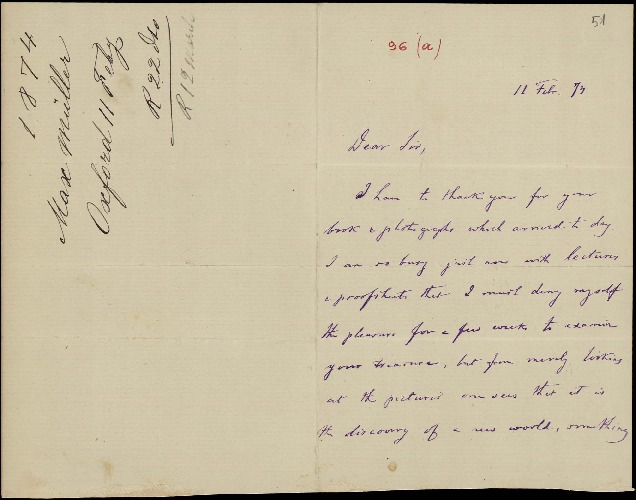 1874
Max Müller
Oxford 11 Feby
R 22 do
R 12 March
51
96 (a)
11 Feb. 74
Dear Sir,
I have to thank you for your
book & photographs which arrived to day.
I am so busy just now with lectures
& proofsheets that I must deny myself
the pleasure for a few weeks to examine
your treasure, but from merely looking
at the pictures one sees that it is
the discovery of a new world, something